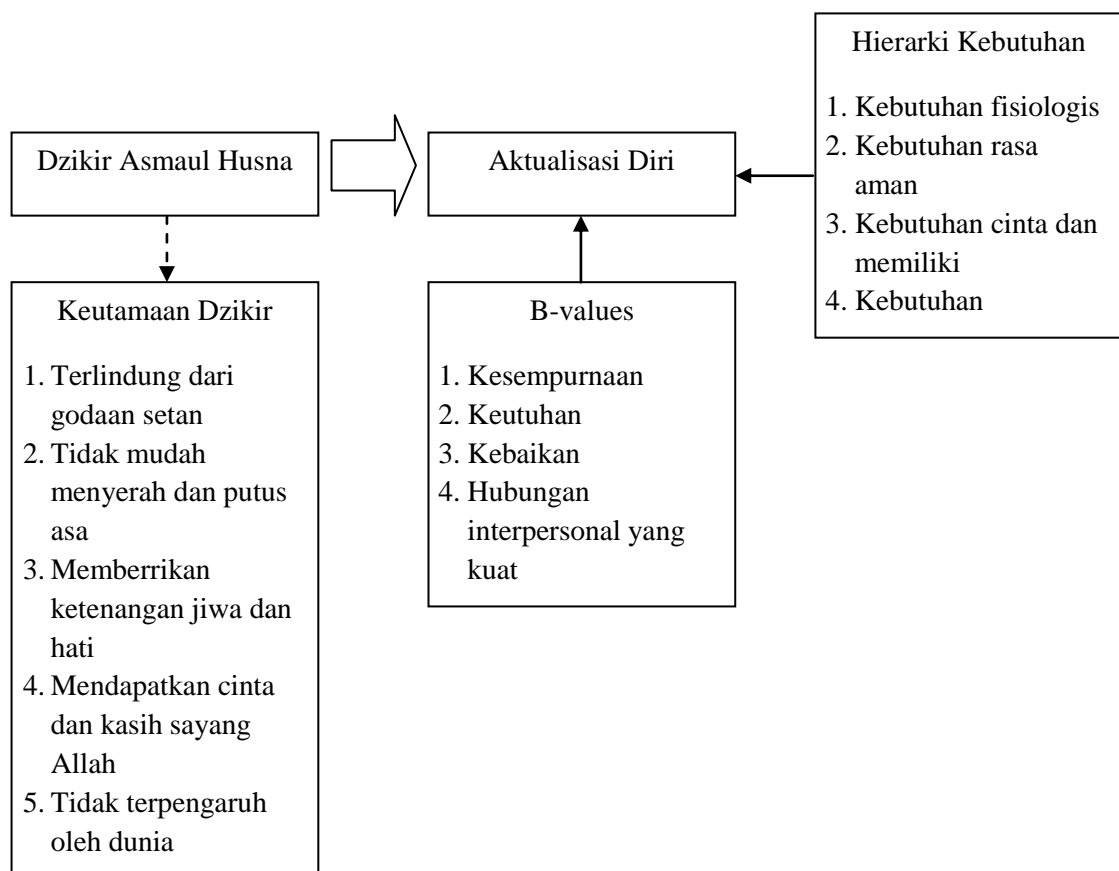 Dzikir Asmaul Husna
Aktualisasi Diri
Hierarki Kebutuhan
1. Kebutuhan fisiologis
2. Kebutuhan rasa
aman
3. Kebutuhan cinta dan
memiliki
4. Kebutuhan
Keutamaan Dzikir
1. Terlindung dari
godaan setan
2. Tidak mudah
menyerah dan putus
asa
3. Memberrikan
ketenangan jiwa dan
hati
4. Mendapatkan cinta
dan kasih sayang
Allah
5. Tidak terpengaruh
oleh dunia
B-values
1. Kesempurnaan
2. Keutuhan
3. Kebaikan
4. Hubungan
interpersonal yang
kuat